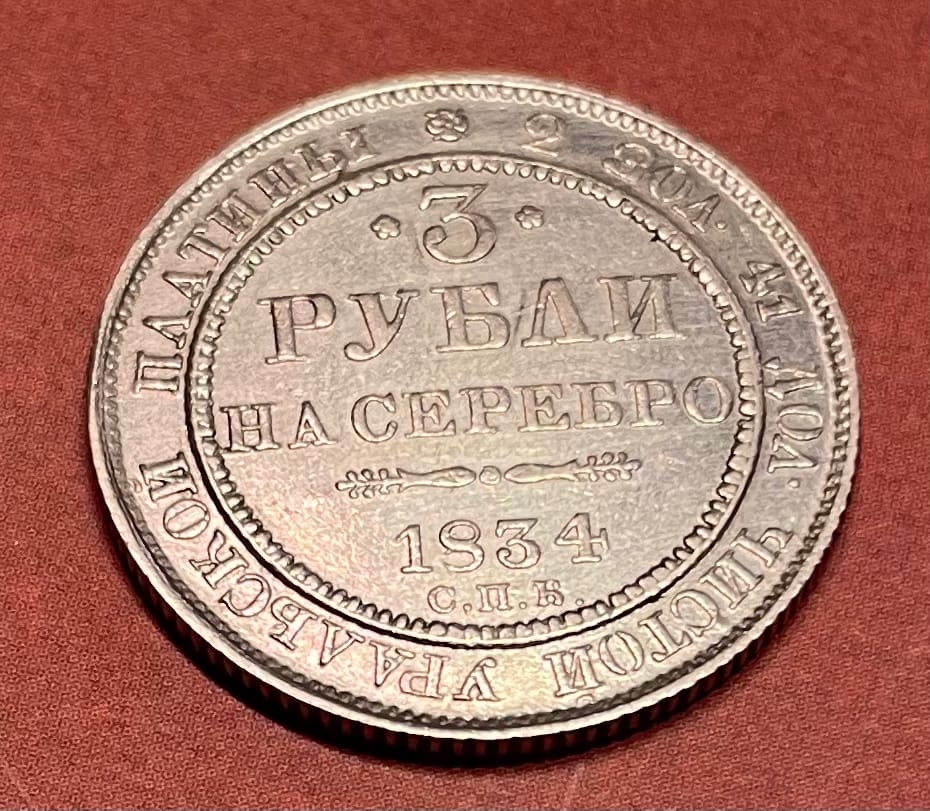 * 2 ЗОЛ. 41 ДОЛ. ЧИСТОЙ УРАЛЬСКОЙ ПЛАТИНЫ
* 3 *
РУБЛИ
НА СЕРЕБРО
1834
С.П.Б.